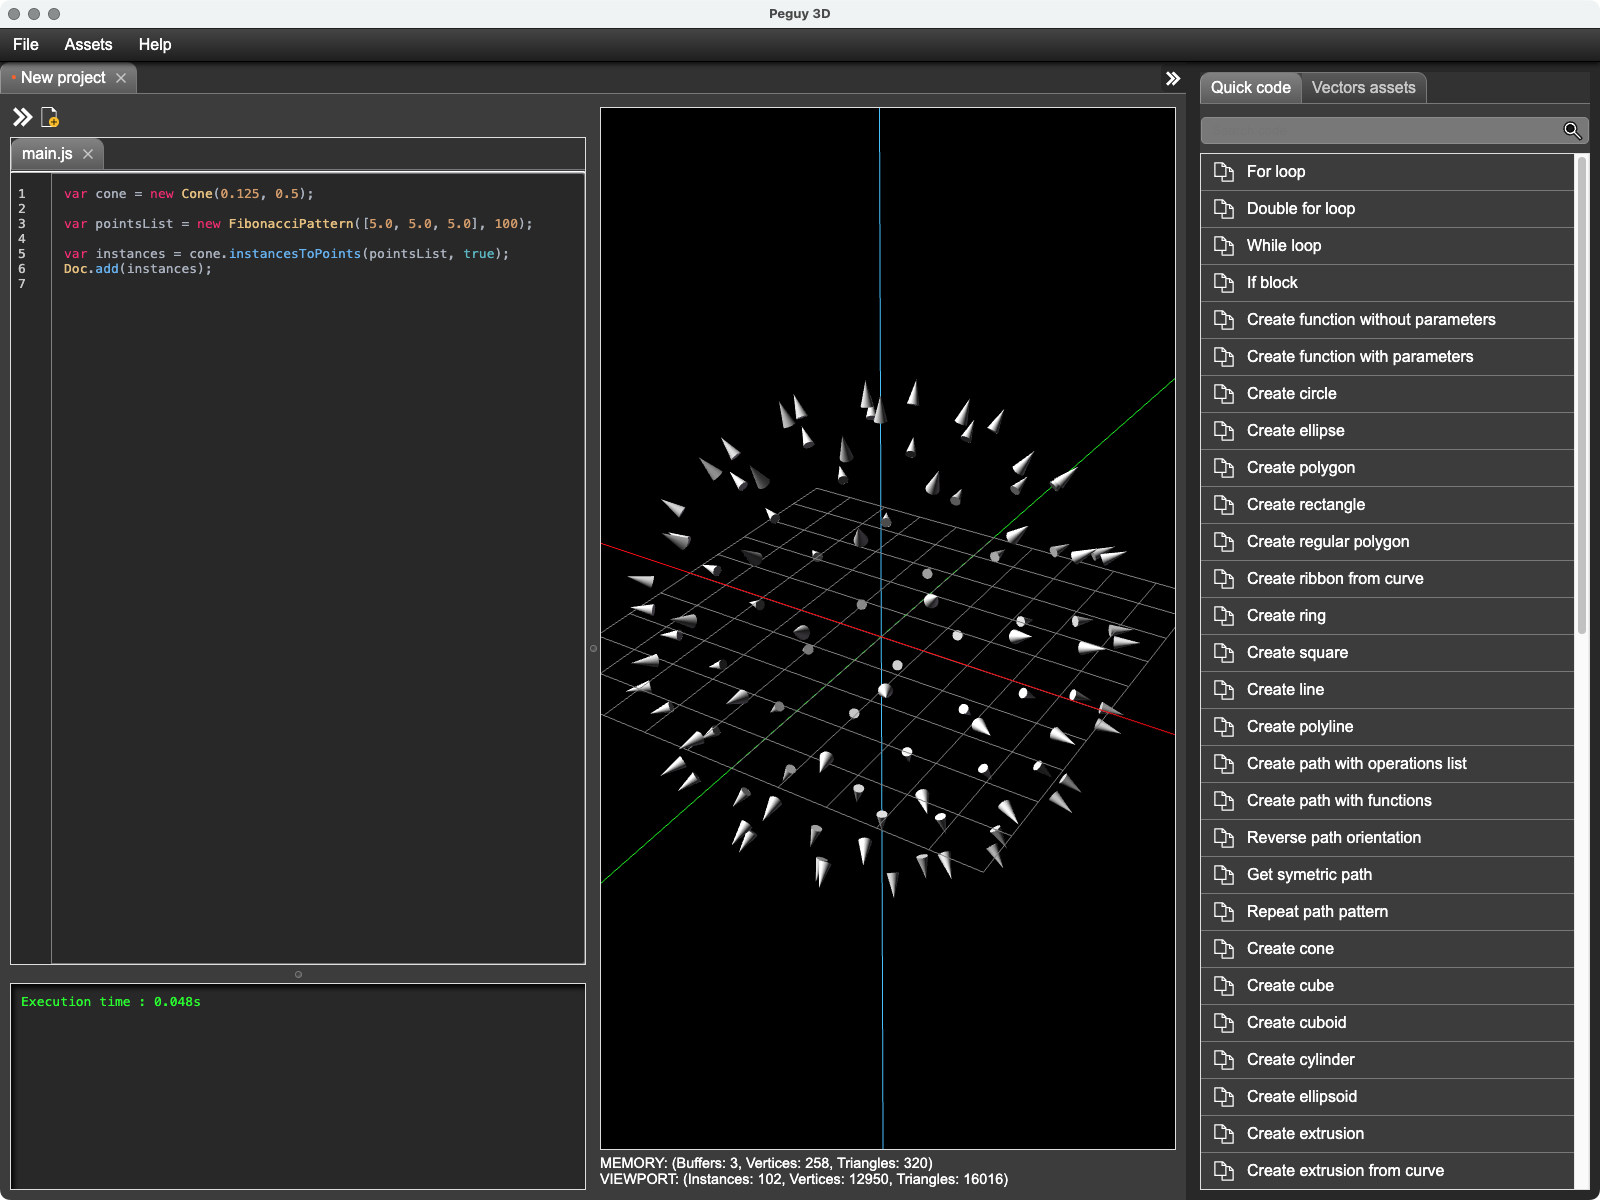 Peguy 3D
File Assets Help
• New project
main.js
1 var cone = new Cone(0.125, 0.5);
2
3 var pointsList = new FibonacciPattern([5.0, 5.0, 5.0], 100);
4
5 var instances = cone.instancesToPoints(pointsList, true);
6 Doc.add(instances);
7
Execution time : 0.048s
MEMORY: (Buffers: 3, Vertices: 258, Triangles: 320)
VIEWPORT: (Instances: 102, Vertices: 12950, Triangles: 16016)
Quick code Vectors assets
For loop
Double for loop
While loop
If block
Create function without parameters
Create function with parameters
Create circle
Create ellipse
Create polygon
Create rectangle
Create regular polygon
Create ribbon from curve
Create ring
Create square
Create line
Create polyline
Create path with operations list
Create path with functions
Reverse path orientation
Get symetric path
Repeat path pattern
Create cone
Create cube
Create cuboid
Create cylinder
Create ellipsoid
Create extrusion
Create extrusion from curve